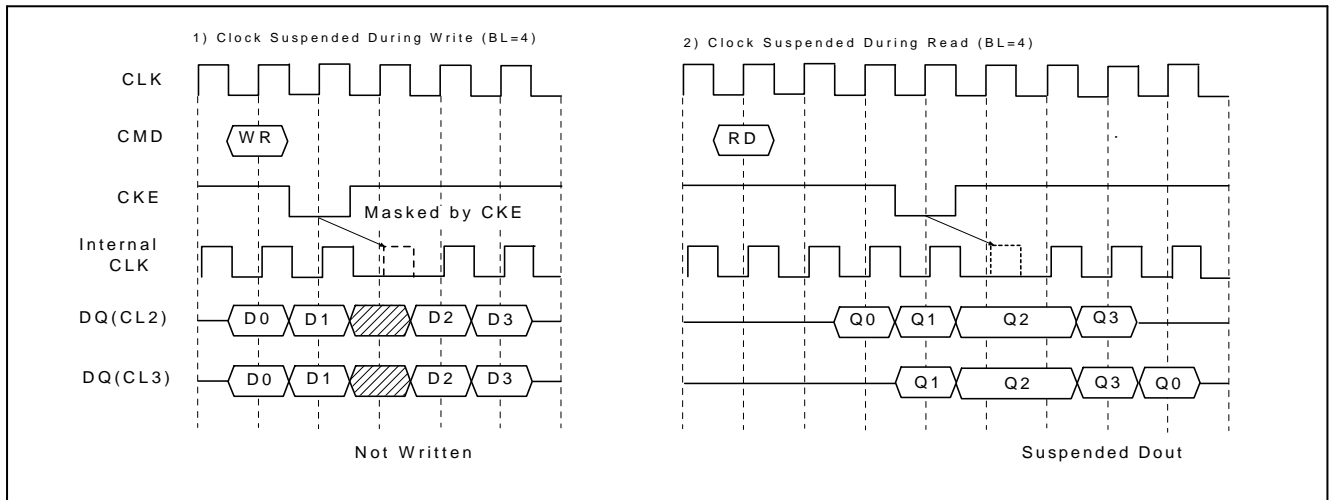 1) Clock Suspended During Write (BL=4)
2) Clock Suspended During Read (BL=4)
CLK
CMD
WR
RD
CKE
Masked by CKE
Internal
CLK
DQ(CL2)
D0 D1 D2 D3
Q0 Q1 Q2 Q3
DQ(CL3)
D0 D1 D2 D3
Q1 Q2 Q3 Q0
Not Written
Suspended Dout